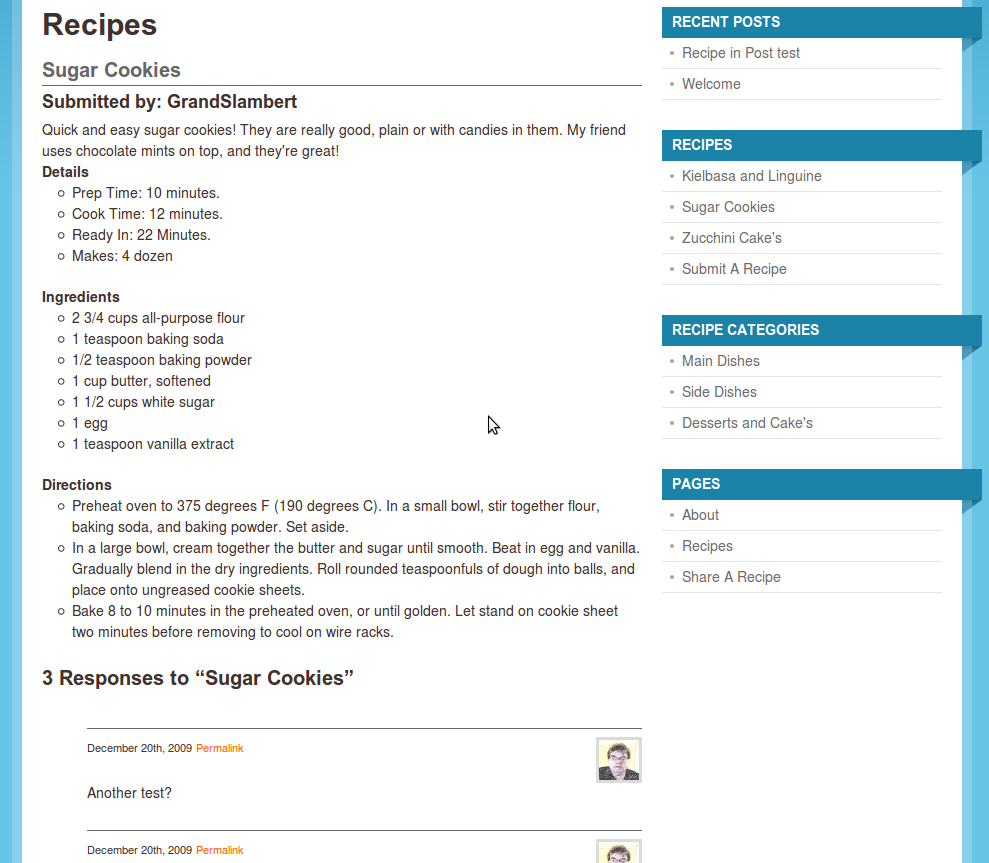 Recipes
Sugar Cookies
Submitted by: GrandSlambert
Quick and easy sugar cookies! They are really good, plain or with candies in them. My friend
uses chocolate mints on top, and they're great!
Details
Prep Time: 10 minutes.
Cook Time: 12 minutes.
Ready In: 22 Minutes.
Makes: 4 dozen
Ingredients
2 3/4 cups all-purpose flour
1 teaspoon baking soda
1/2 teaspoon baking powder
1 cup butter, softened
1 1/2 cups white sugar
1 egg
1 teaspoon vanilla extract
Directions
Preheat oven to 375 degrees F (190 degrees C). In a small bowl, stir together flour,
baking soda, and baking powder. Set aside.
In a large bowl, cream together the butter and sugar until smooth. Beat in egg and vanilla.
Gradually blend in the dry ingredients. Roll rounded teaspoonfuls of dough into balls, and
place onto ungreased cookie sheets.
Bake 8 to 10 minutes in the preheated oven, or until golden. Let stand on cookie sheet
two minutes before removing to cool on wire racks.
3 Responses to “Sugar Cookies”
December 20th, 2009 Permalink
Another test?
December 20th, 2009 Permalink
RECENT POSTS
Recipe in Post test
Welcome
RECIPES
Kielbasa and Linguine
Sugar Cookies
Zucchini Cake's
Submit A Recipe
RECIPE CATEGORIES
Main Dishes
Side Dishes
Desserts and Cake's
PAGES
About
Recipes
Share A Recipe